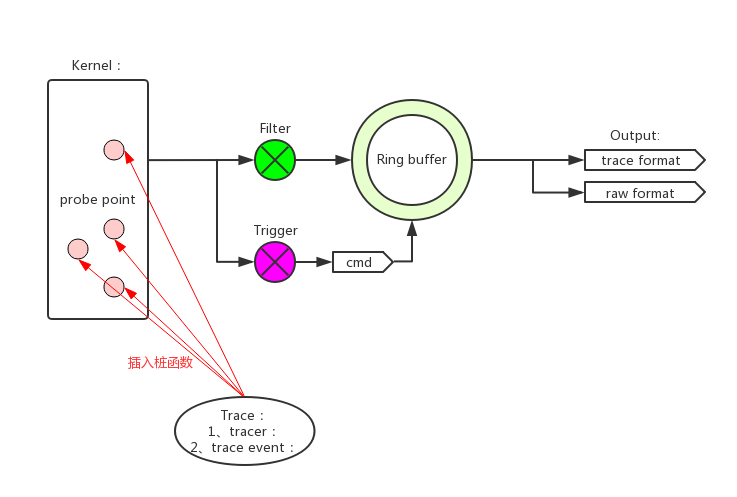 Kernel：
Filter
Output:
Ring buffer
trace format
raw format
probe point
Trigger
cmd
插入桩函数
Trace：
1、tracer：
2、trace event：